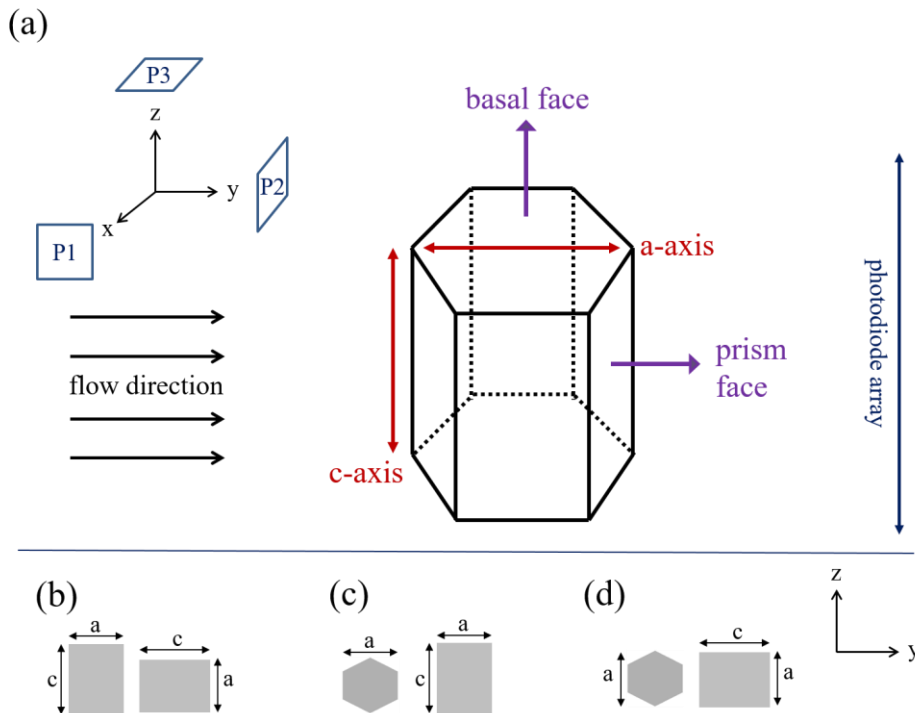 (a)
P3
z
y
P2
x
P1
flow direction
basal face
a-axis
prism
face
c-axis
photodiode array
(b)
a
c
c
a
(c)
a
a
c
(d)
a
c
a
z
y